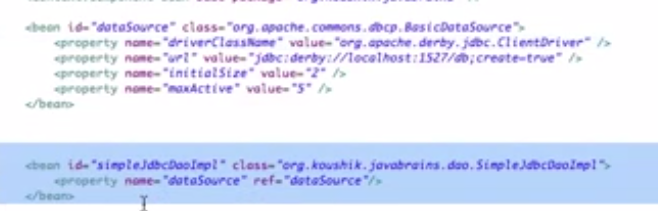 <bean id="dataSource" class="org.apache.commons.dbcp.BasicDataSource">
<property name="driverClassName" value="org.apache.derby.jdbc.ClientDriver" />
<property name="url" value="jdbc:derby://localhost:1527/db;create=true" />
<property name="initialSize" value="2" />
<property name="maxActive" value="5" />
</bean>
<bean id="simpleJdbcDaoImpl" class="org.koushik.javabrains.dao.SimpleJdbcDaoImpl">
<property name="dataSource" ref="dataSource"/>
</bean>